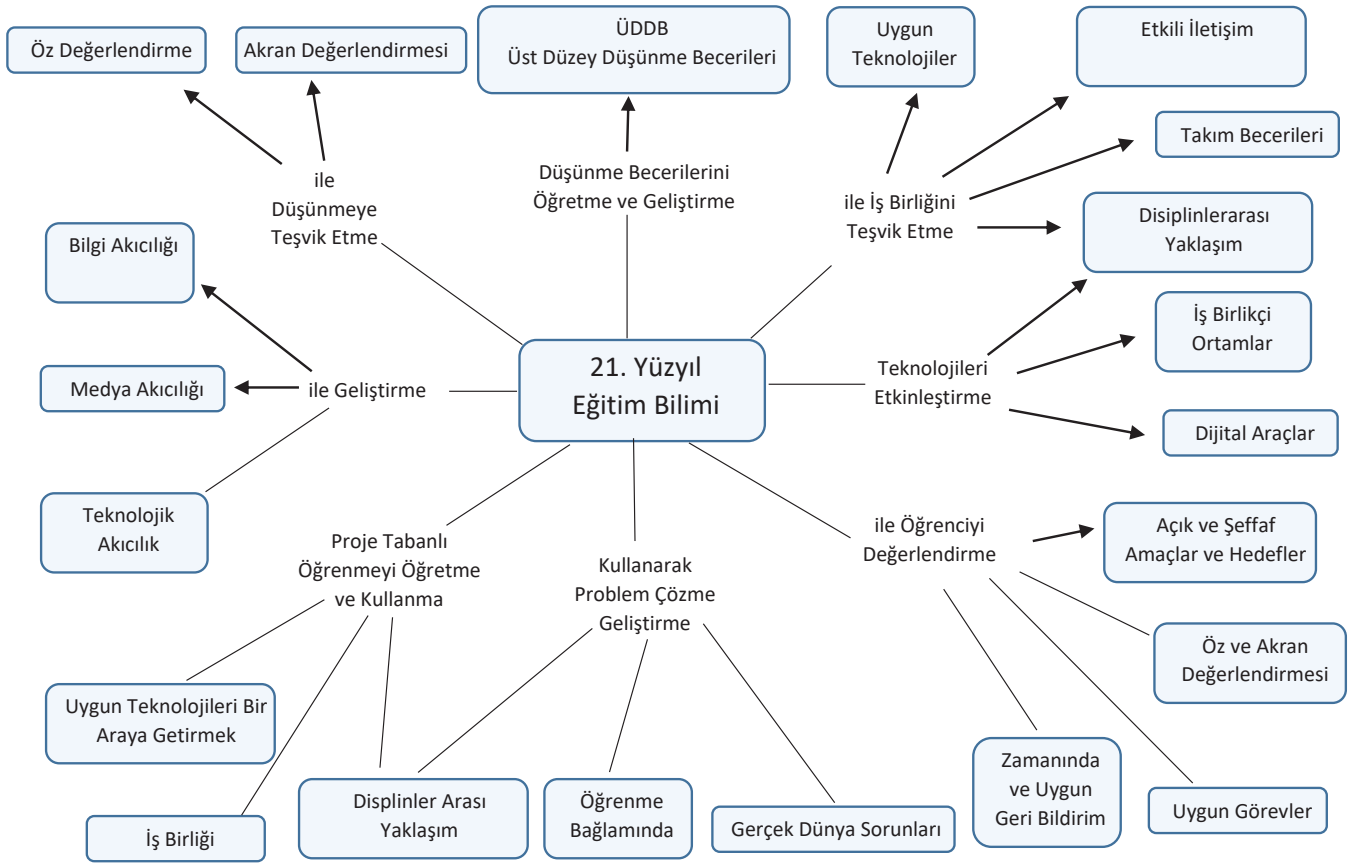 Öz Değerlendirme
Akran Değerlendirmesi
ÜDDB
Üst Düzey Düşünme Becerileri
Uygun
Teknolojiler
Etkili İletişim
Takım Becerileri
ile
Düşünmeye
Teşvik Etme
Düşünme Becerilerini
Öğretme ve Geliştirme
ile İş Birliğini
Teşvik Etme
Disiplinlerarası
Yaklaşım
Bilgi Akıcılığı
İş Birlikçi
Ortamlar
Medya Akıcılığı
ile Geliştirme
21. Yüzyıl
Eğitim Bilimi
Teknolojileri
Etkinleştirme
Dijital Araçlar
Teknolojik
Akıcılık
Proje Tabanlı
Öğrenmeyi Öğretme
ve Kullanma
Kullanarak
Problem Çözme
Geliştirme
ile Öğrenciyi
Değerlendirme
Açık ve Şeffaf
Amaçlar ve Hedefler
Öz ve Akran
Değerlendirmesi
Uygun Teknolojileri Bir
Araya Getirmek
İş Birliği
Displinler Arası
Yaklaşım
Öğrenme
Bağlamında
Gerçek Dünya Sorunları
Zamanında
ve Uygun
Geri Bildirim
Uygun Görevler